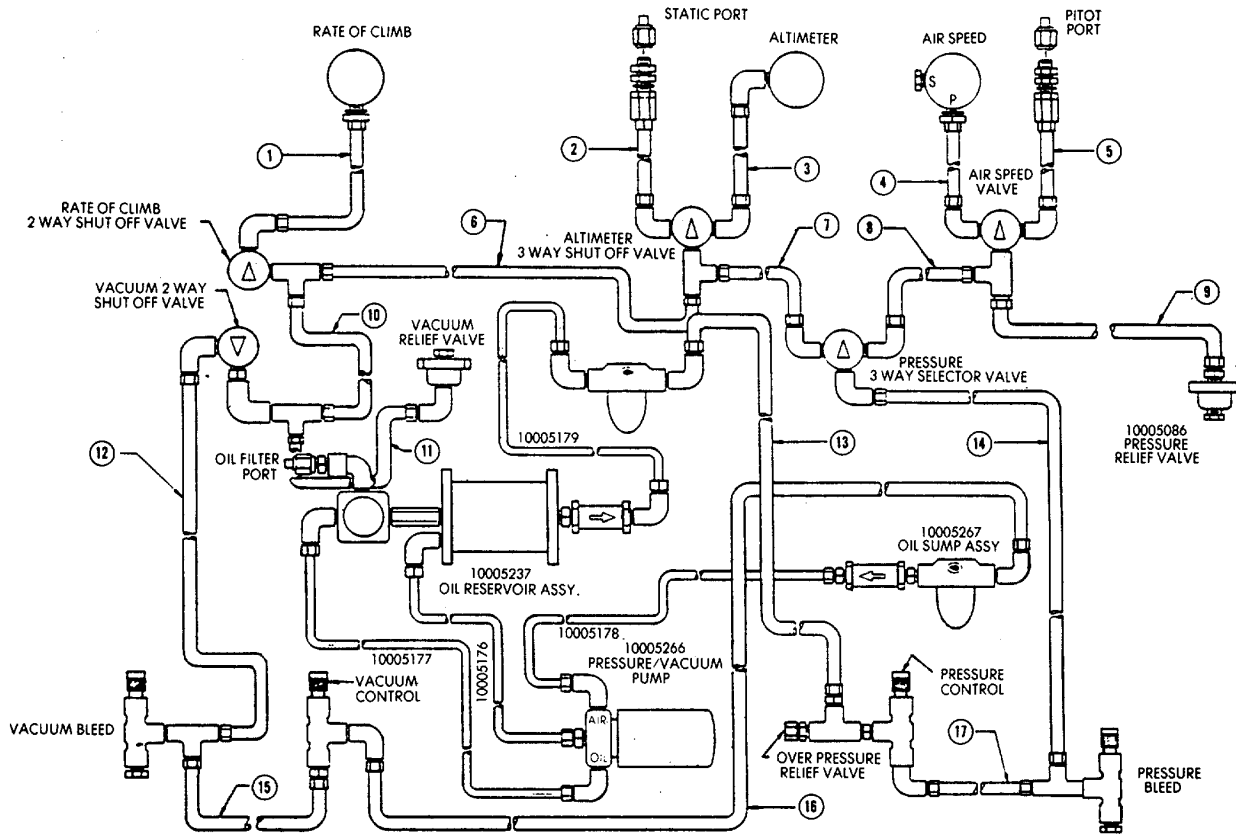 STATIC PORT
PITOT
PORT
RATE OF CLIMB
ALTIMETER
AIR SPEED
S
P
1
2
3
4
5
AIR SPEED
VALVE
RATE OF CLIMB
2 WAY SHUT OFF VALVE
6
ALTIMETER
3 WAY SHUT OFF VALVE
7
8
9
VACUUM 2 WAY
SHUT OFF VALVE
10
VACUUM
RELIEF VALVE
PRESSURE
3 WAY SELECTOR VALVE
10005086
PRESSURE
RELIEF VALVE
12
OIL FILTER
PORT
11
10005179
13
14
10005237
OIL RESERVOIR ASSY.
10005267
OIL SUMP ASSY
10005177
10005176
10005178
10005266
PRESSURE/VACUUM
PUMP
VACUUM
CONTROL
PRESSURE
CONTROL
VACUUM BLEED
AIR
OIL
OVER PRESSURE
RELIEF VALVE
17
PRESSURE
BLEED
15
16